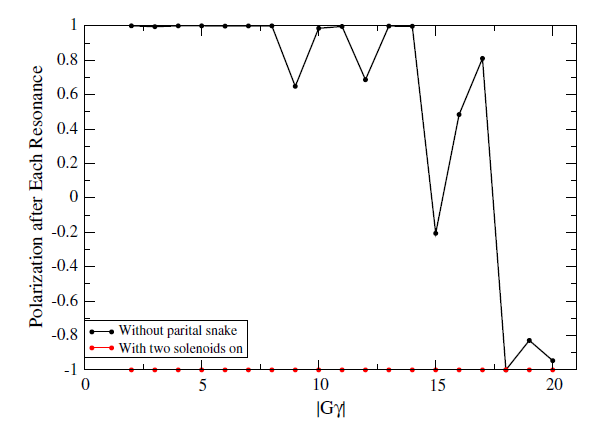 Polarization after Each Resonance
1
0.8
0.6
0.4
0.2
0
-0.2
-0.4
-0.6
-0.8
-1
Without parital snake
With two solenoids on
0 5 10 15 20
|Gγ|